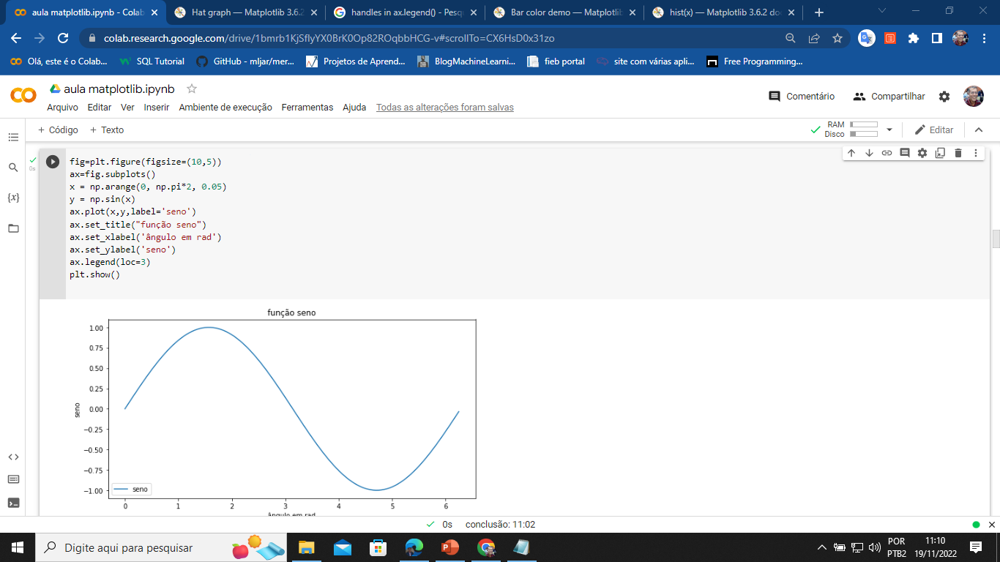 aula matplotlib.ipynb - Colab
Hat graph — Matplotlib 3.6.2
handles in ax.legend() - Pesq
Bar color demo — Matplotlib
hist(x) — Matplotlib 3.6.2 do
colab.research.google.com/drive/1bmrb1KjSflyYX0BrK0Op82ROqbbHCG-v#scrollTo=CX6HsD0x31zo
Olá, este é o Colab...
SQL Tutorial
GitHub - mljar/mer...
Projetos de Aprend...
BlogMachineLearni...
fieb portal
site com várias apli...
Free Programming...
aula matplotlib.ipynb
Arquivo Editar Ver Inserir Ambiente de execução Ferramentas Ajuda Todas as alterações foram salvas
Comentário
Compartilhar
+ Código + Texto
RAM
Disco
Editar
0s
{x}
fig=plt.figure(figsize=(10,5))
ax=fig.subplots()
x = np.arange(0, np.pi*2, 0.05)
y = np.sin(x)
ax.plot(x,y,label='seno')
ax.set_title("função seno")
ax.set_xlabel('ângulo em rad')
ax.set_ylabel('seno')
ax.legend(loc=3)
plt.show()
função seno
1.00
0.75
0.50
0.25
0.00
−0.25
−0.50
−0.75
−1.00
seno
seno
0 1 2 3 4 5 6
ângulo em rad
0s conclusão: 11:02
Digite aqui para pesquisar
POR
PTB2
11:10
19/11/2022